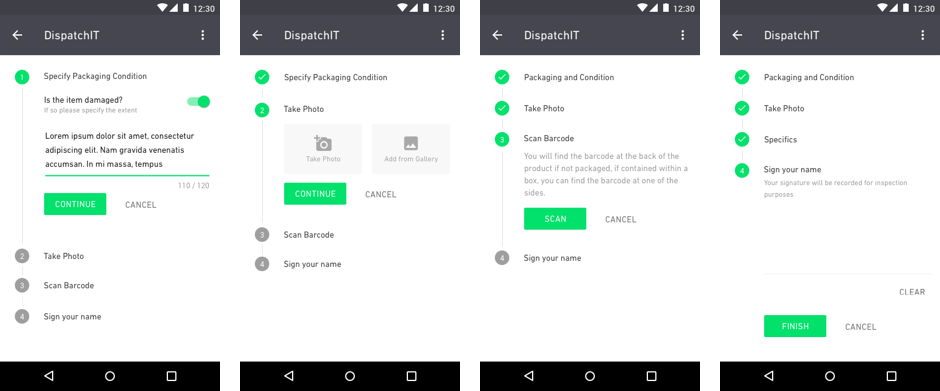 12:30
DispatchIT
1
Specify Packaging Condition
Is the item damaged?
If so please specify the extent
Lorem ipsum dolor sit amet, consectetur
adipiscing elit. Nam gravida venenatis
accumsan. In mi massa, tempus
110 / 120
CONTINUE
CANCEL
2
Take Photo
3
Scan Barcode
4
Sign your name
12:30
DispatchIT
Specify Packaging Condition
2
Take Photo
Take Photo
Add from Gallery
CONTINUE
CANCEL
3
Scan Barcode
4
Sign your name
12:30
DispatchIT
Packaging and Condition
Take Photo
3
Scan Barcode
You will find the barcode at the back of the
product if not packaged, if contained within a
box, you can find the barcode at one of the
sides.
SCAN
CANCEL
4
Sign your name
12:30
DispatchIT
Packaging and Condition
Take Photo
Specifics
4
Sign your name
Your signature will be recorded for inspection
purposes
CLEAR
FINISH
CANCEL